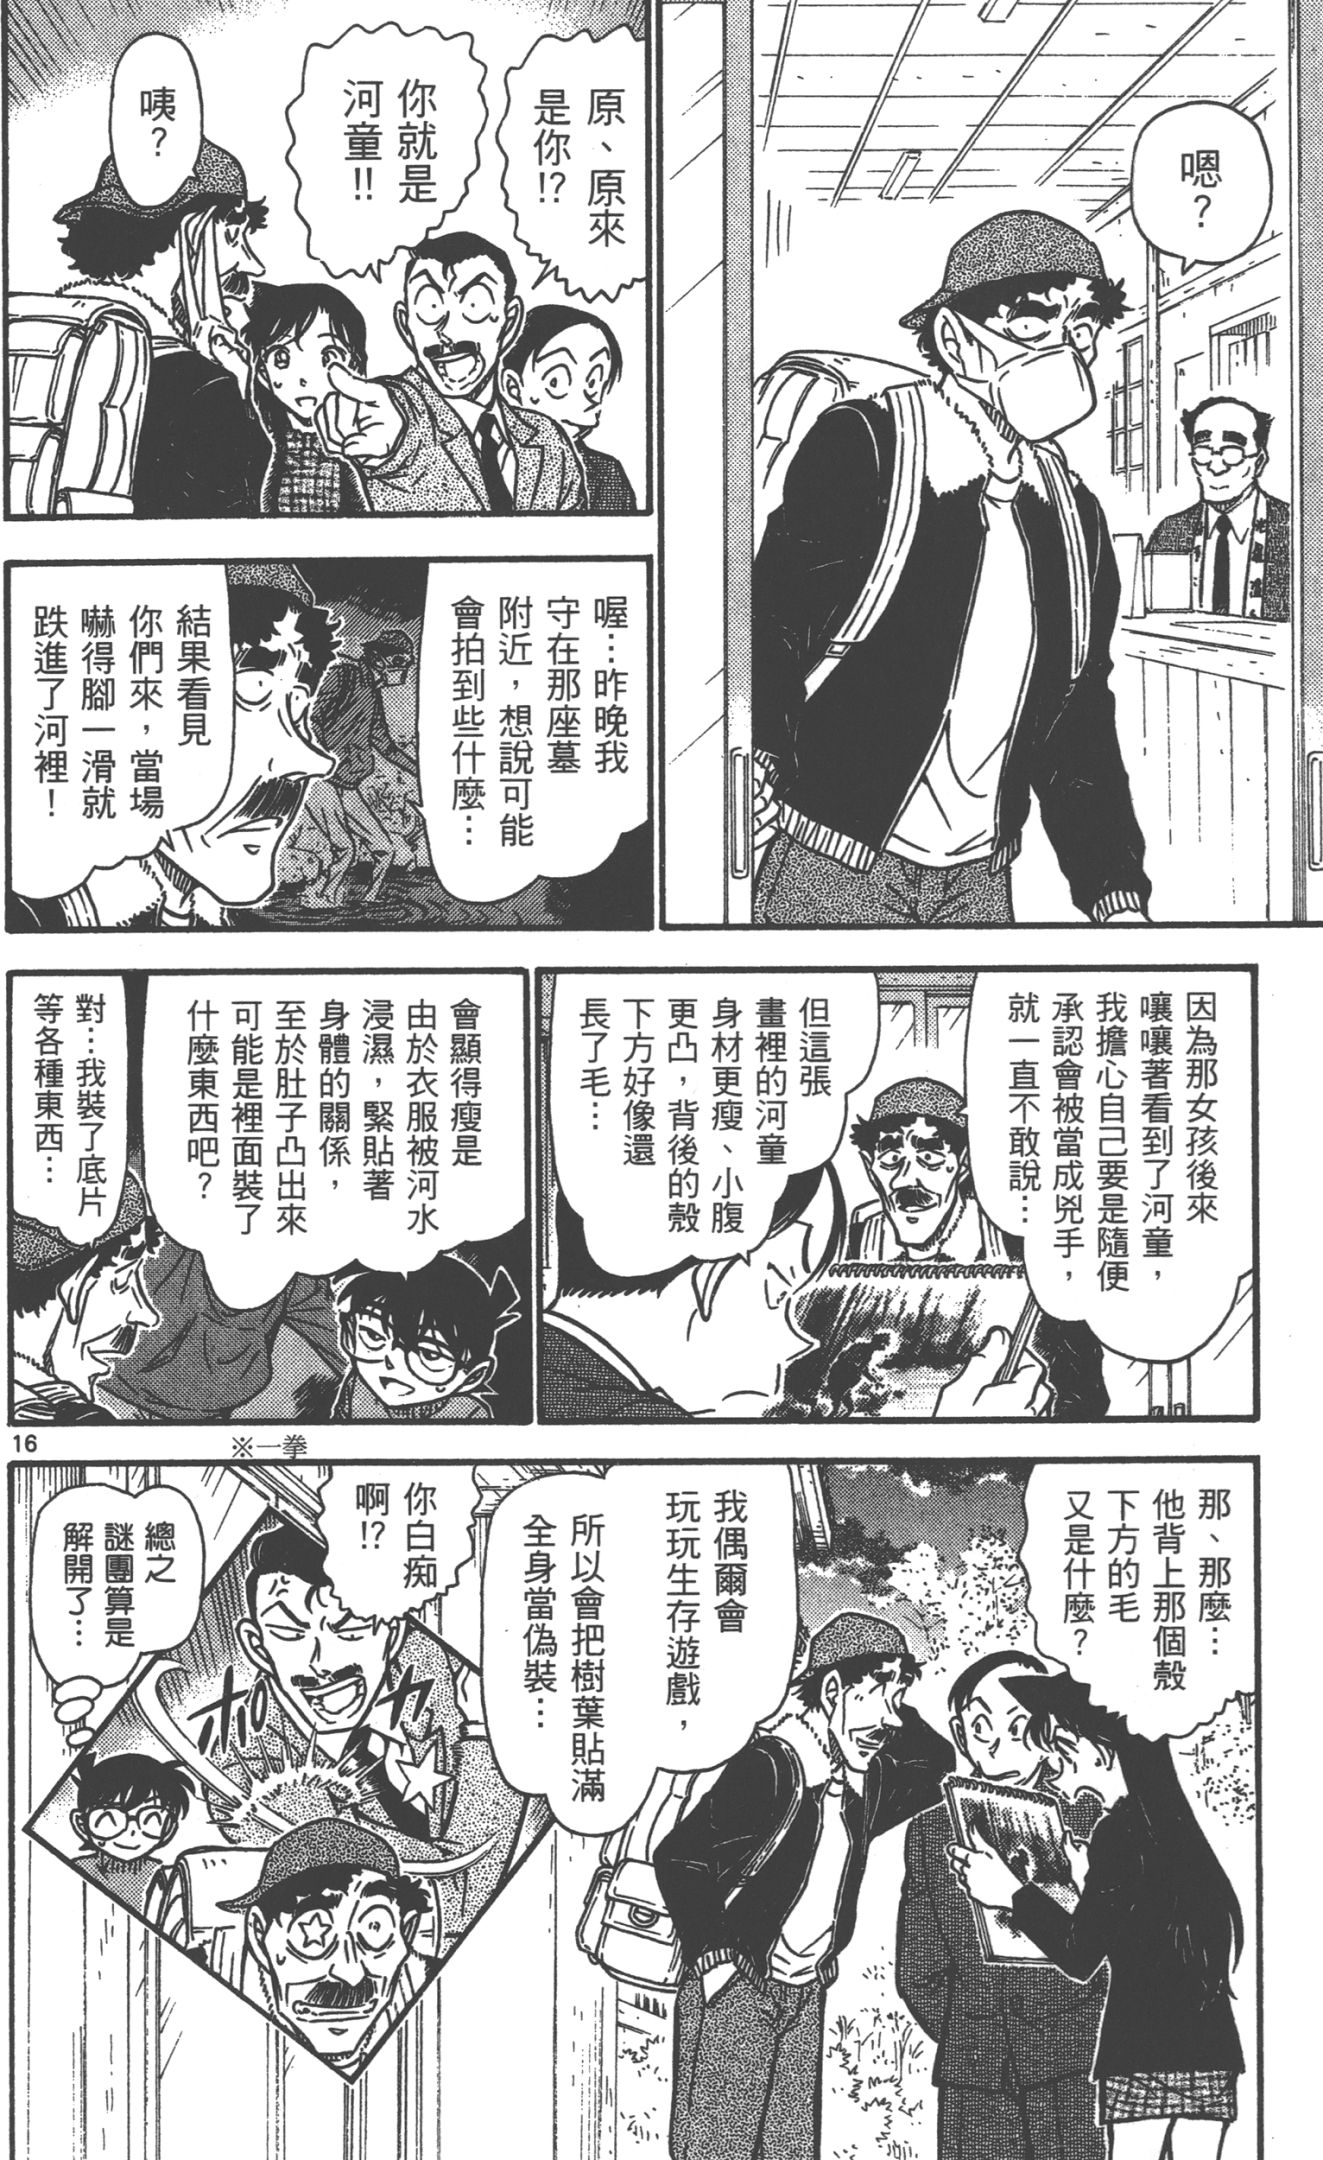 嗯？
原、原來
是你!?
你就是
河童!!
咦？
喔…昨晚我
守在那座墓
附近，想說可能
會拍到些什麼…
結果看見
你們來，當場
嚇得腳一滑就
跌進了河裡！
因為那女孩後來
嚷嚷著看到了河童，
我擔心自己要是隨便
承認會被當成兇手，
就一直不敢說…
但這張
畫裡的河童
身材更瘦、小腹
更凸，背後的殼
下方好像還
長了毛…
會顯得瘦是
由於衣服被河水
浸濕，緊貼著
身體的關係，
至於肚子凸出來
可能是裡面裝了
什麼東西吧？
對…我裝了底片
等各種東西…
16
※一拳
那、那麼…
他背上那個殼
下方的毛
又是什麼？
我偶爾會
玩玩生存遊戲，
所以會把樹葉貼滿
全身當偽裝…
你白痴
啊!?
ポカ
總之
謎團算是
解開了…